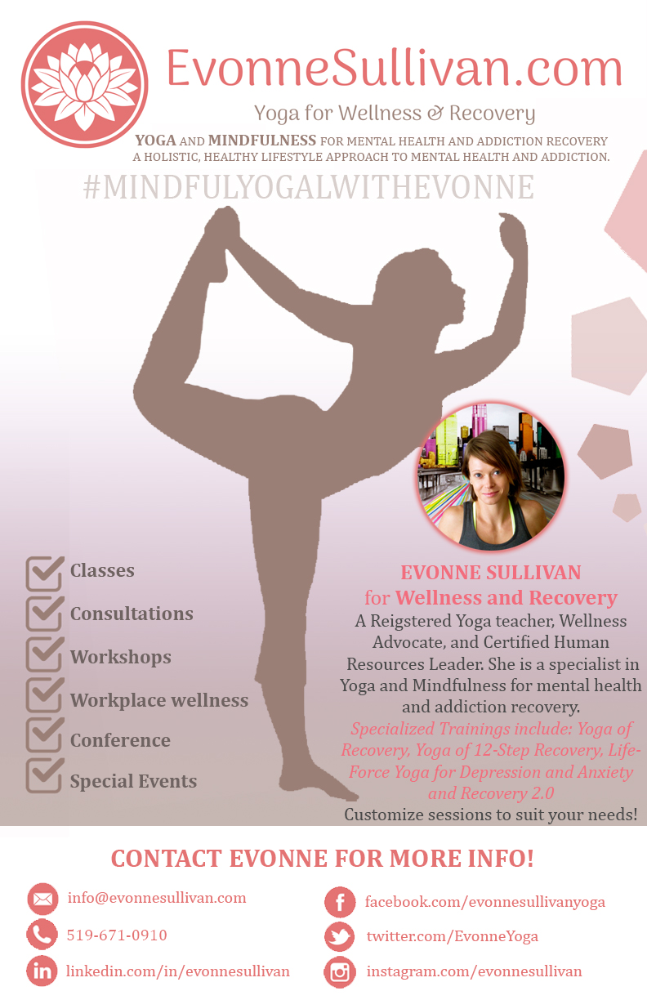 EvonneSullivan.com
Yoga for Wellness & Recovery
YOGA AND MINDFULNESS FOR MENTAL HEALTH AND ADDICTION RECOVERY
A HOLISTIC, HEALTHY LIFESTYLE APPROACH TO MENTAL HEALTH AND ADDICTION.
#MINDFULYOGALWITHEVONNE
Classes
Consultations
Workshops
Workplace wellness
Conference
Special Events
EVONNE SULLIVAN
for Wellness and Recovery
A Reigstered Yoga teacher, Wellness
Advocate, and Certified Human
Resources Leader. She is a specialist in
Yoga and Mindfulness for mental health
and addiction recovery.
Specialized Trainings include: Yoga of
Recovery, Yoga of 12-Step Recovery, Life-
Force Yoga for Depression and Anxiety
and Recovery 2.0
Customize sessions to suit your needs!
CONTACT EVONNE FOR MORE INFO!
info@evonnesullivan.com
519-671-0910
linkedin.com/in/evonnesullivan
facebook.com/evonnesullivanyoga
twitter.com/EvonneYoga
instagram.com/evonnesullivan